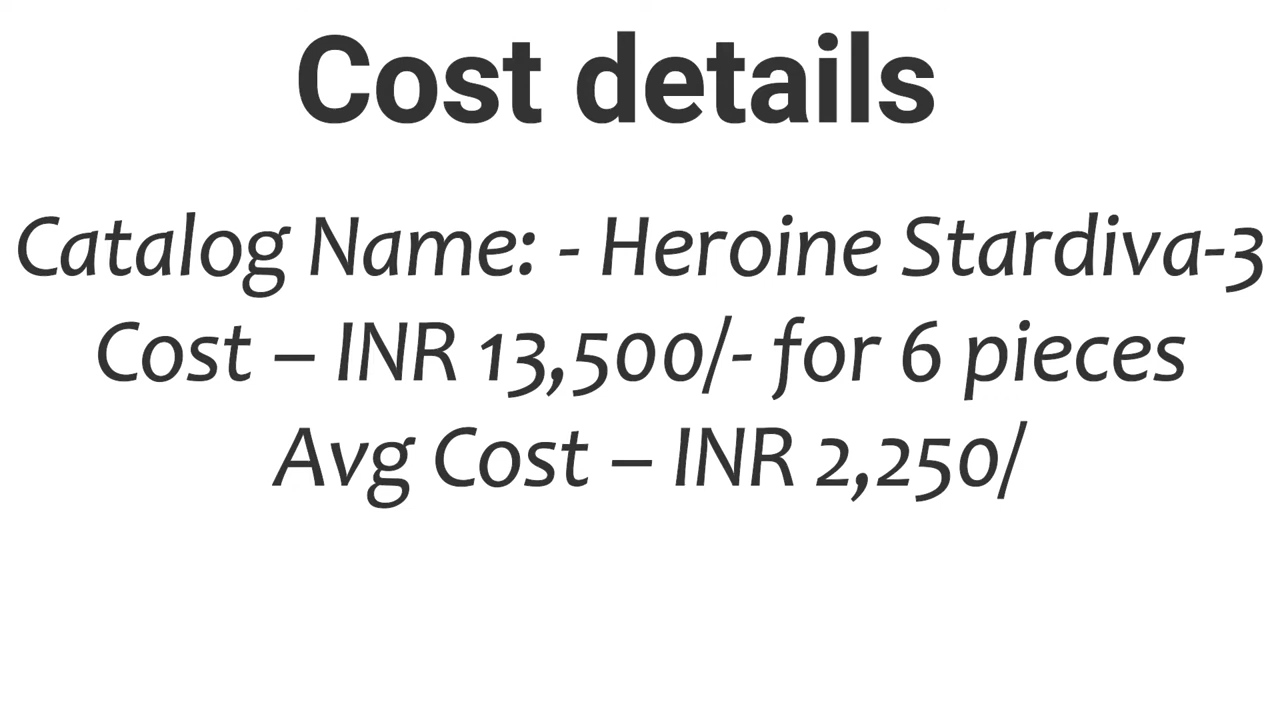 Cost details
Catalog Name: - Heroine Stardiva-3
Cost – INR 13,500/- for 6 pieces
Avg Cost – INR 2,250/